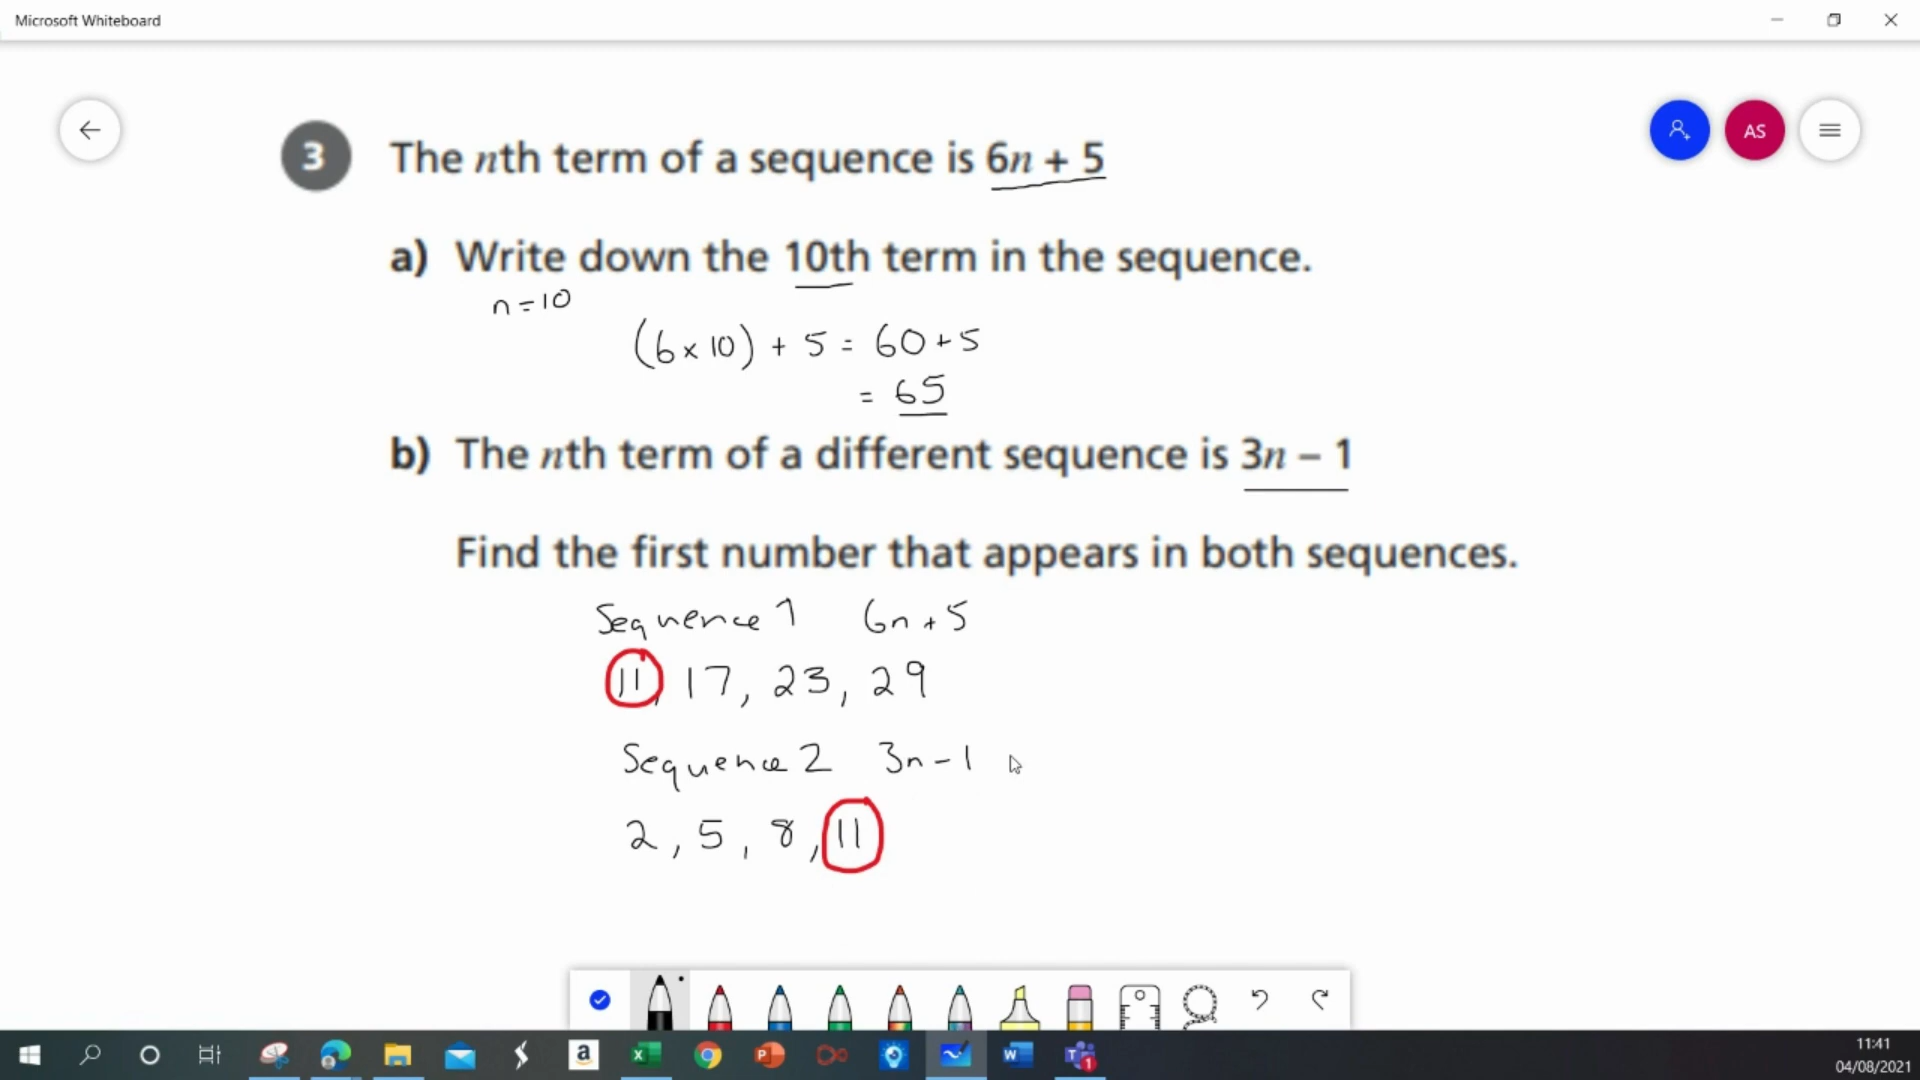 Microsoft Whiteboard
AS
3 The nth term of a sequence is 6n + 5
a) Write down the 10th term in the sequence.
n = 10
(6 × 10) + 5 = 60 + 5
= 65
b) The nth term of a different sequence is 3n − 1
Find the first number that appears in both sequences.
Sequence 1 6n + 5
11, 17, 23, 29
Sequence 2 3n − 1
2, 5, 8, 11
11:41
04/08/2021